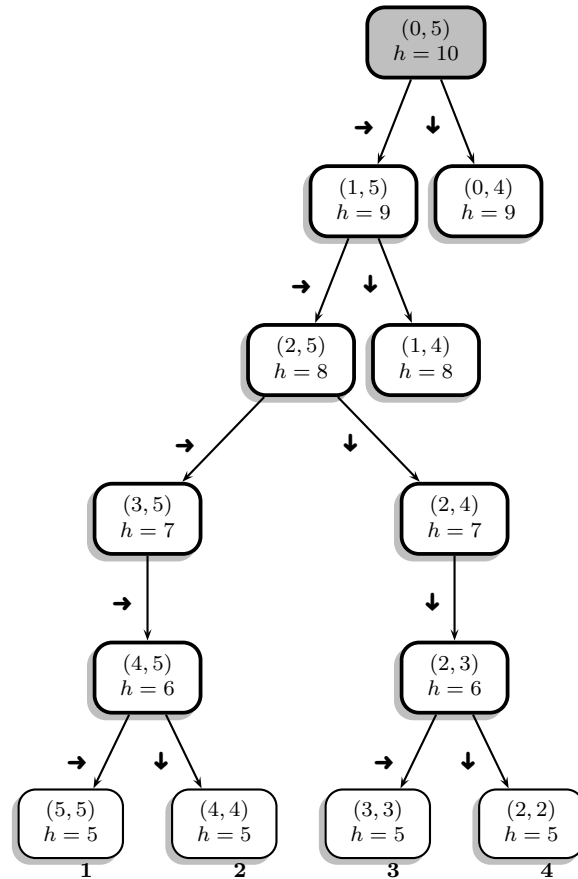 (0, 5)
h = 10
➜ ➜
(1, 5) (0, 4)
h = 9 h = 9
➜ ➜
(2, 5) (1, 4)
h = 8 h = 8
➜ ➜
(3, 5) (2, 4)
h = 7 h = 7
➜ ➜
(4, 5) (2, 3)
h = 6 h = 6
➜ ➜ ➜ ➜
(5, 5) (4, 4) (3, 3) (2, 2)
h = 5 h = 5 h = 5 h = 5
1 2 3 4